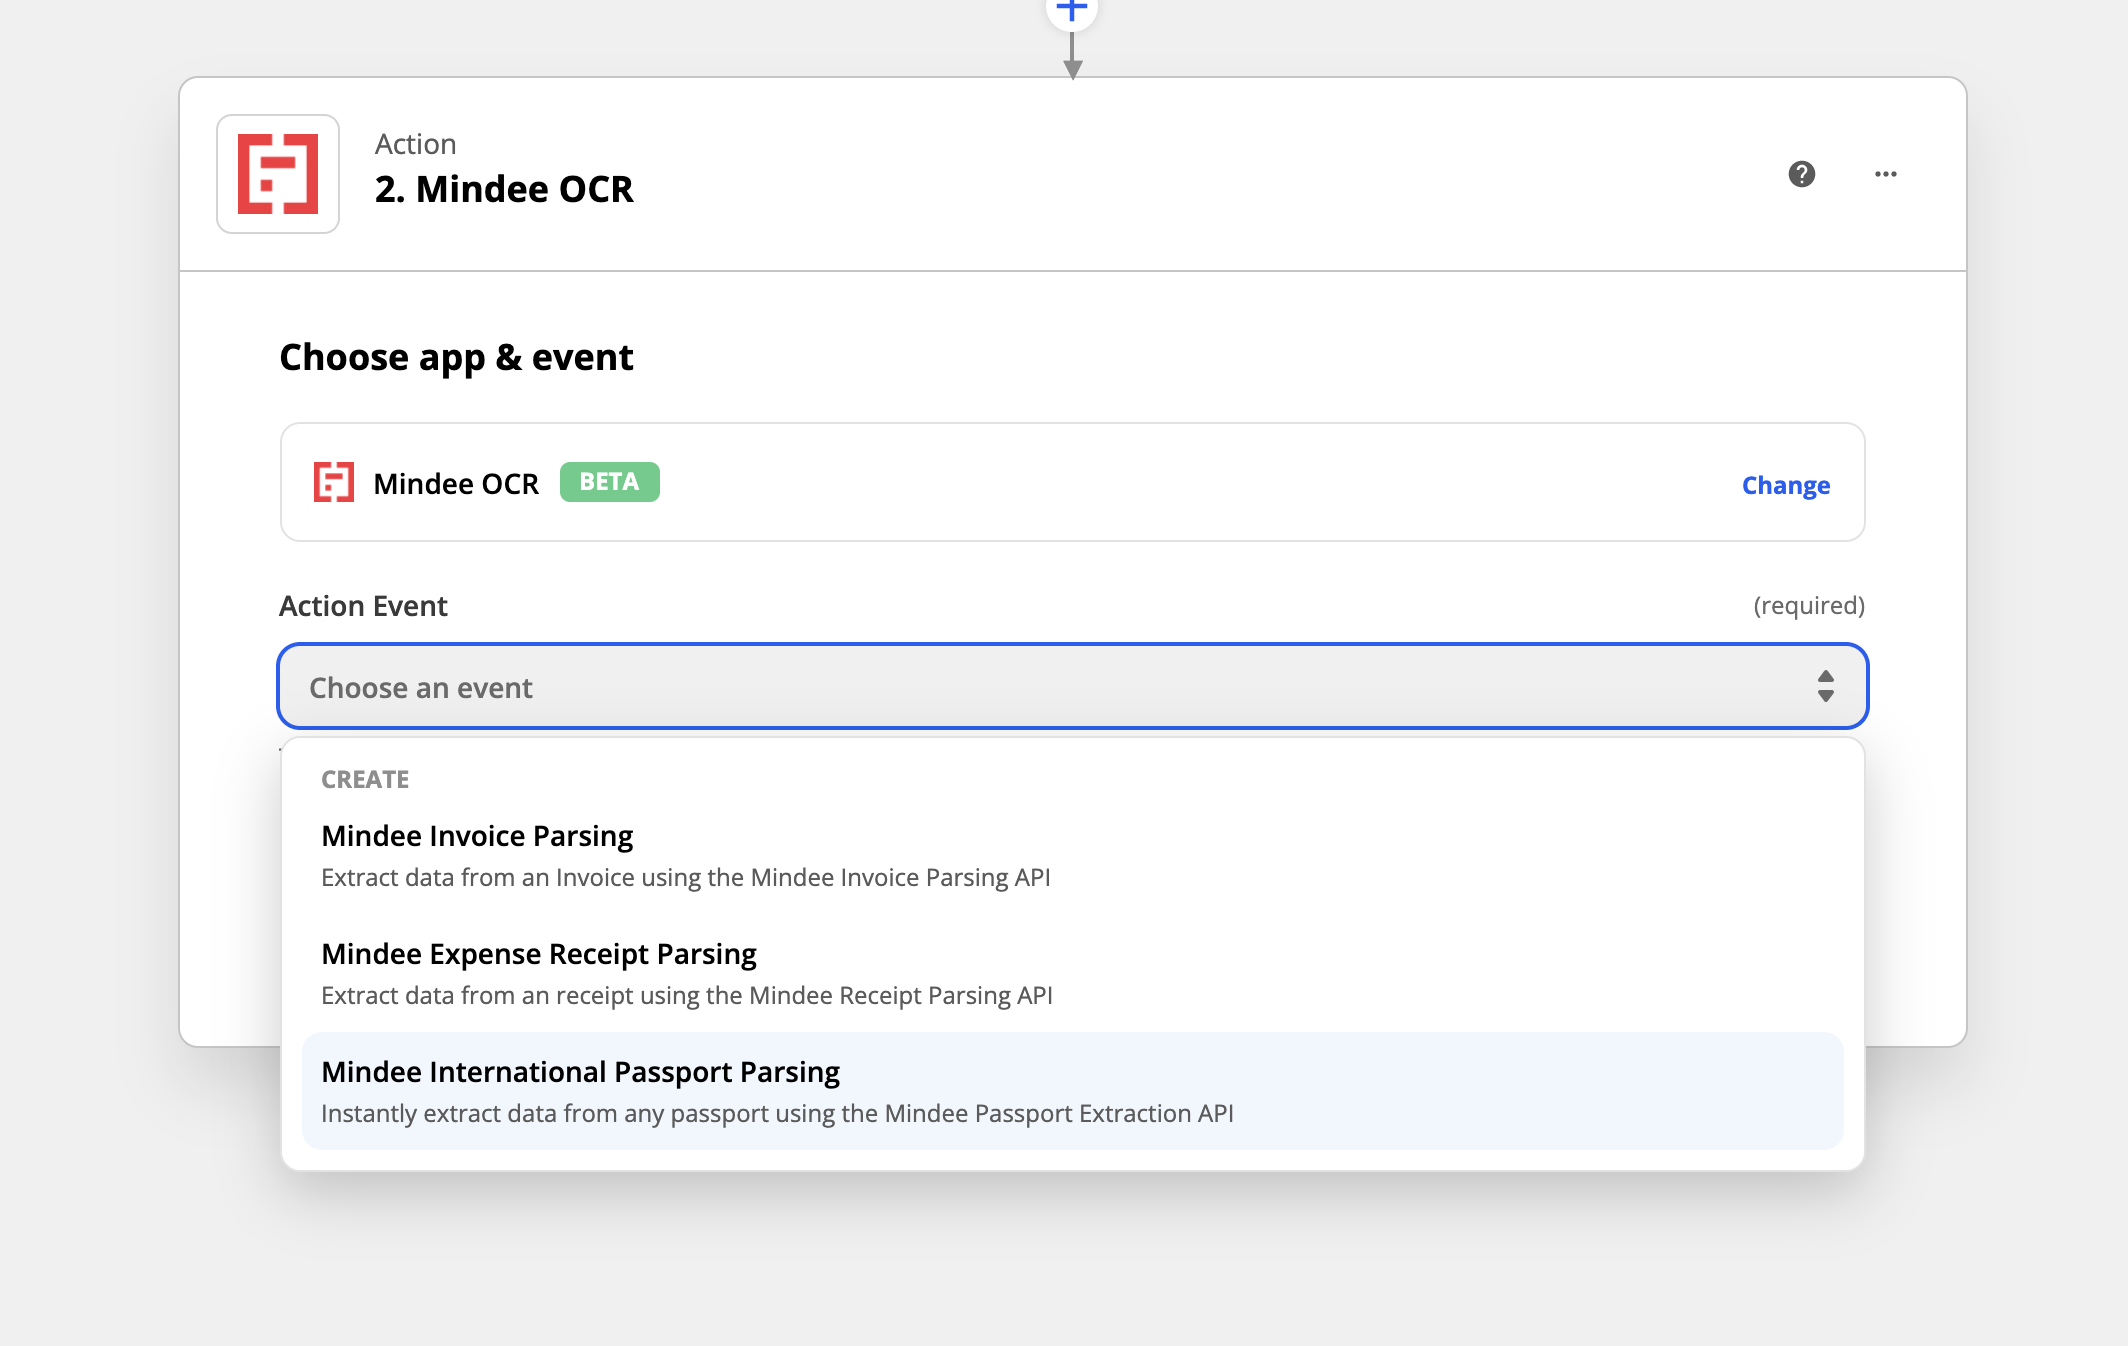 Action
2. Mindee OCR
Choose app & event
Mindee OCR BETA Change
Action Event (required)
Choose an event
CREATE
Mindee Invoice Parsing
Extract data from an Invoice using the Mindee Invoice Parsing API
Mindee Expense Receipt Parsing
Extract data from an receipt using the Mindee Receipt Parsing API
Mindee International Passport Parsing
Instantly extract data from any passport using the Mindee Passport Extraction API